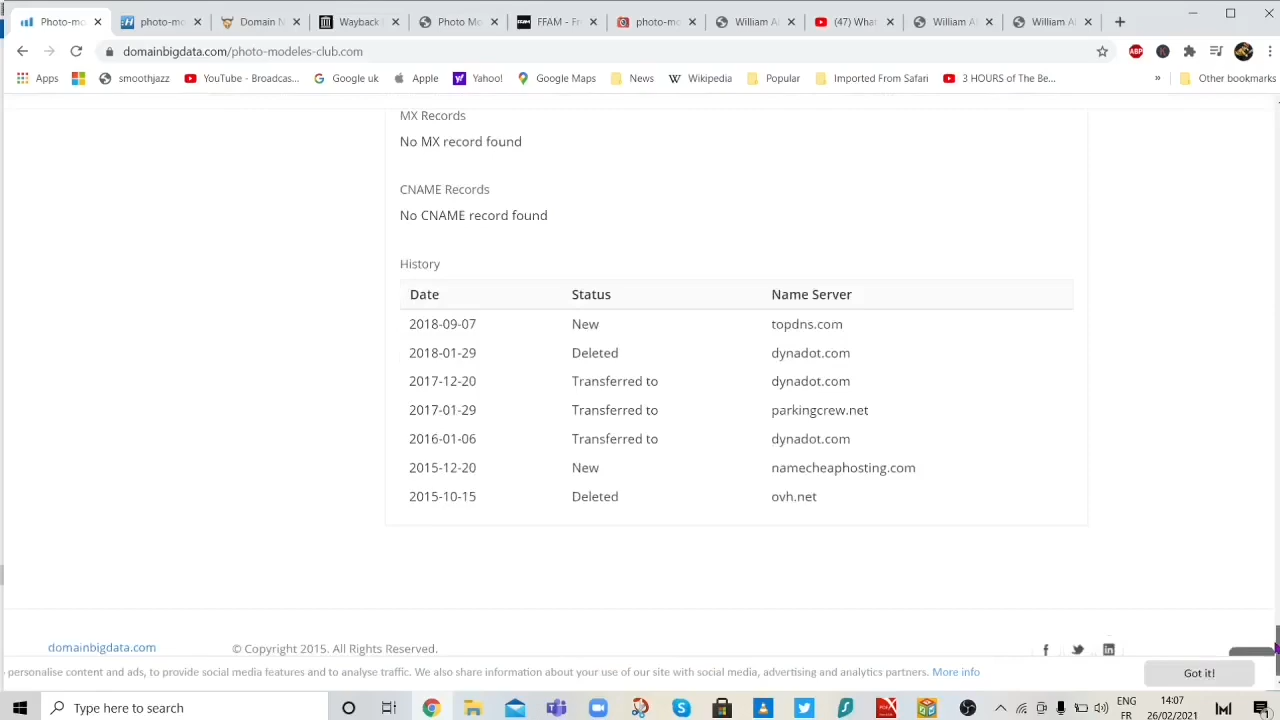 Photo-mo
photo-mo
Domain N
Wayback
Photo Mo
FFAM - Fr
photo-mo
William A
(47) What
William A
William A
domainbigdata.com/photo-modeles-club.com
ABP
Apps
smoothjazz
YouTube - Broadcas...
Google uk
Apple
Yahoo!
Google Maps
News
Wikipedia
Popular
Imported From Safari
3 HOURS of The Be...
»
Other bookmarks
MX Records
No MX record found
CNAME Records
No CNAME record found
History
Date Status Name Server
2018-09-07 New topdns.com
2018-01-29 Deleted dynadot.com
2017-12-20 Transferred to dynadot.com
2017-01-29 Transferred to parkingcrew.net
2016-01-06 Transferred to dynadot.com
2015-12-20 New namecheaphosting.com
2015-10-15 Deleted ovh.net
domainbigdata.com © Copyright 2015. All Rights Reserved.
personalise content and ads, to provide social media features and to analyse traffic. We also share information about your use of our site with social media, advertising and analytics partners. More info
Got it!
Type here to search
FR
14:07
26/02/2021